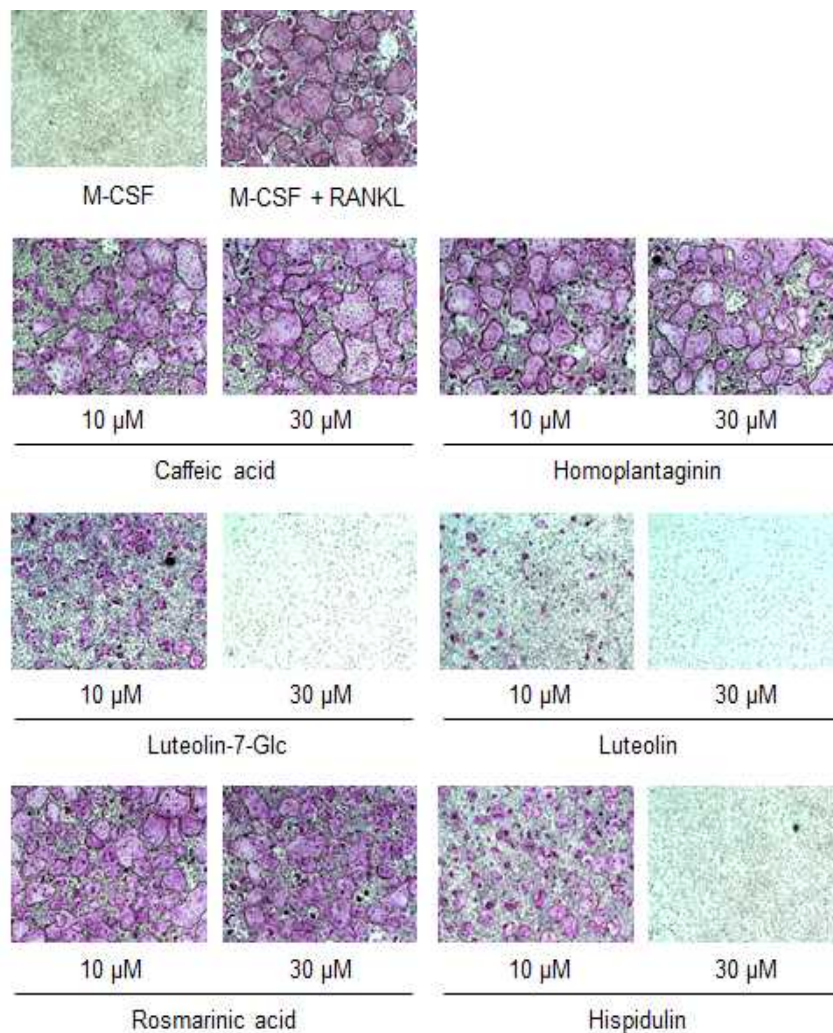 M-CSF M-CSF + RANKL
10 µM 30 µM 10 µM 30 µM
Caffeic acid Homoplantaginin
10 µM 30 µM 10 µM 30 µM
Luteolin-7-Glc Luteolin
10 µM 30 µM 10 µM 30 µM
Rosmarinic acid Hispidulin